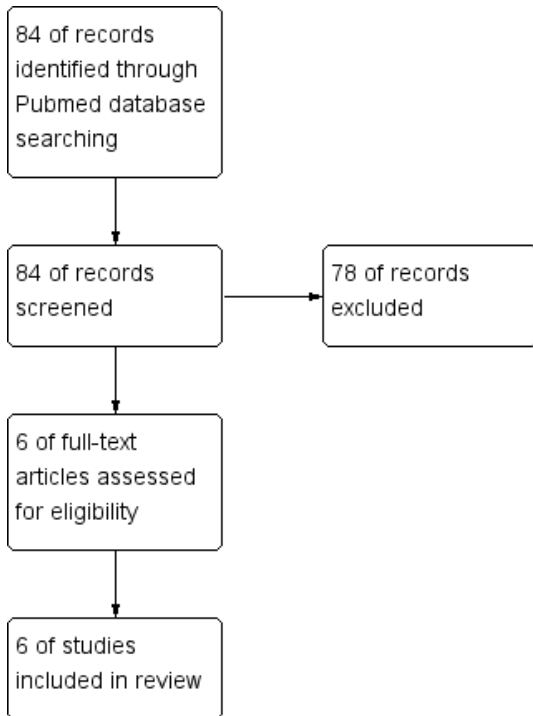 84 of records
identified through
Pubmed database
searching
84 of records
screened
78 of records
excluded
6 of full-text
articles assessed
for eligibility
6 of studies
included in review